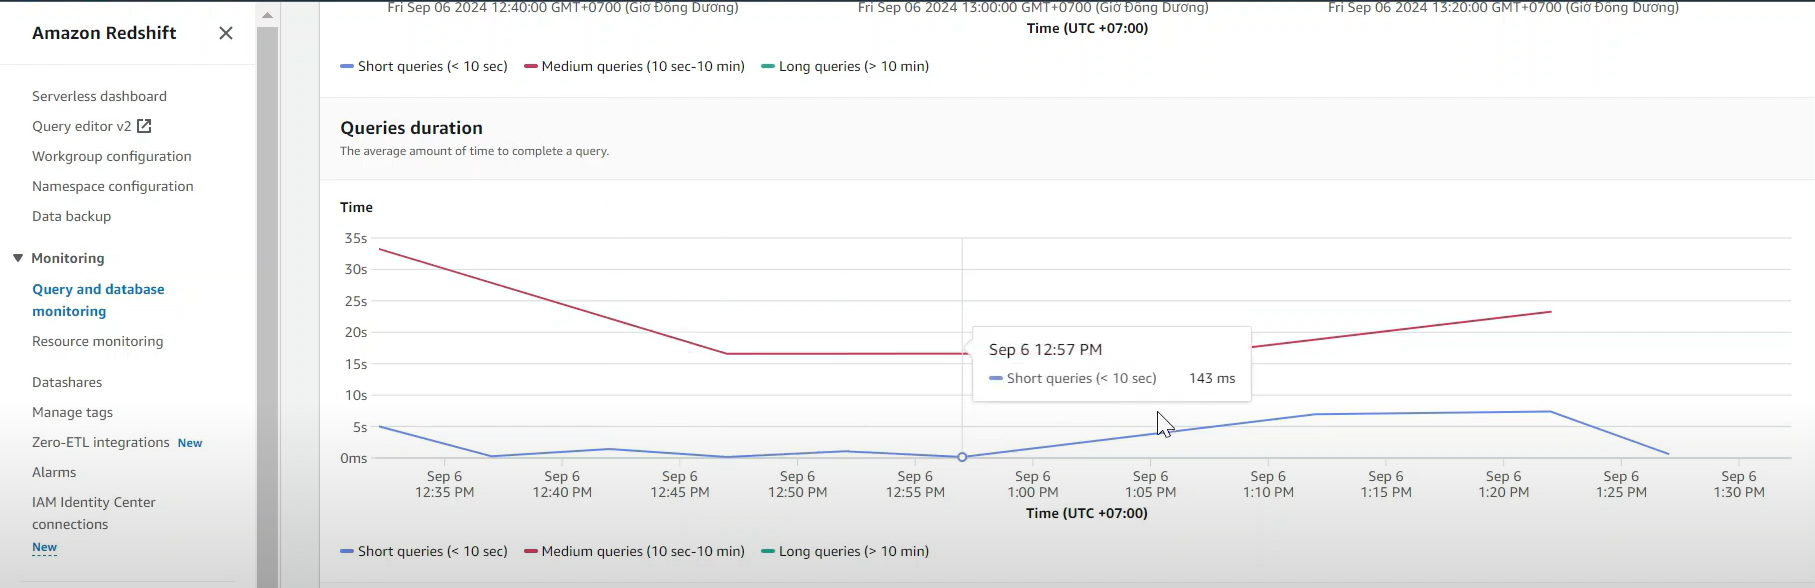 Amazon Redshift
Serverless dashboard
Query editor v2
Workgroup configuration
Namespace configuration
Data backup
Monitoring
Query and database
monitoring
Resource monitoring
Datashares
Manage tags
Zero-ETL integrations New
Alarms
IAM Identity Center
connections
New
Fri Sep 06 2024 12:40:00 GMT+0700 (Giờ Đông Dương) Fri Sep 06 2024 13:00:00 GMT+0700 (Giờ Đông Dương) Fri Sep 06 2024 13:20:00 GMT+0700 (Giờ Đông Dương)
Time (UTC +07:00)
Short queries (< 10 sec) Medium queries (10 sec-10 min) Long queries (> 10 min)
Queries duration
The average amount of time to complete a query.
Time
35s
30s
25s
20s
15s
10s
5s
0ms
Sep 6 12:57 PM
Short queries (< 10 sec) 143 ms
Sep 6 Sep 6 Sep 6 Sep 6 Sep 6 Sep 6 Sep 6 Sep 6 Sep 6 Sep 6 Sep 6 Sep 6
12:35 PM 12:40 PM 12:45 PM 12:50 PM 12:55 PM 1:00 PM 1:05 PM 1:10 PM 1:15 PM 1:20 PM 1:25 PM 1:30 PM
Time (UTC +07:00)
Short queries (< 10 sec) Medium queries (10 sec-10 min) Long queries (> 10 min)